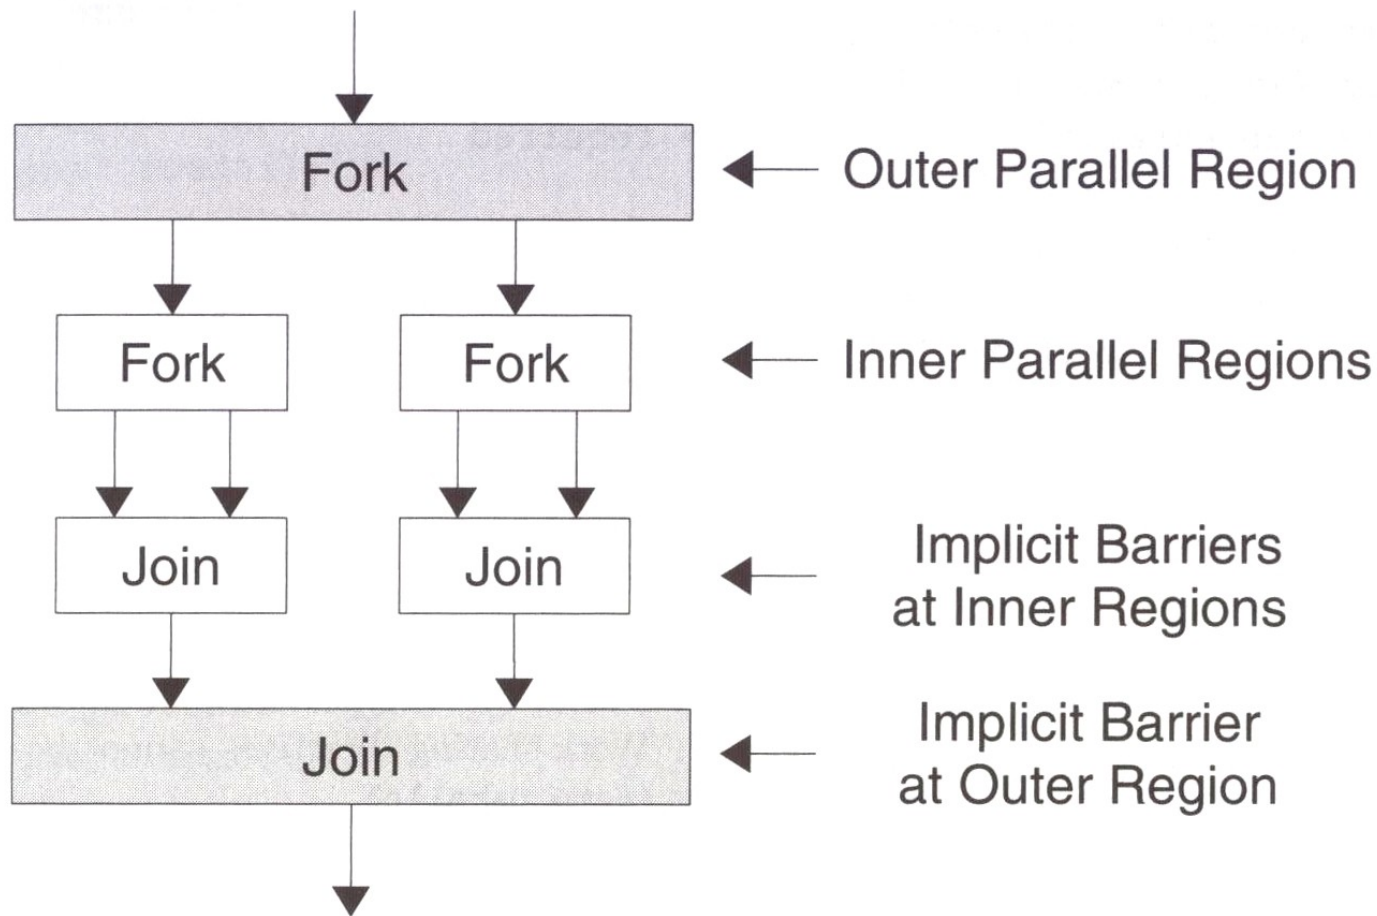 Fork
Outer Parallel Region
Fork
Fork
Inner Parallel Regions
Join
Join
Implicit Barriers
at Inner Regions
Join
Implicit Barrier
at Outer Region